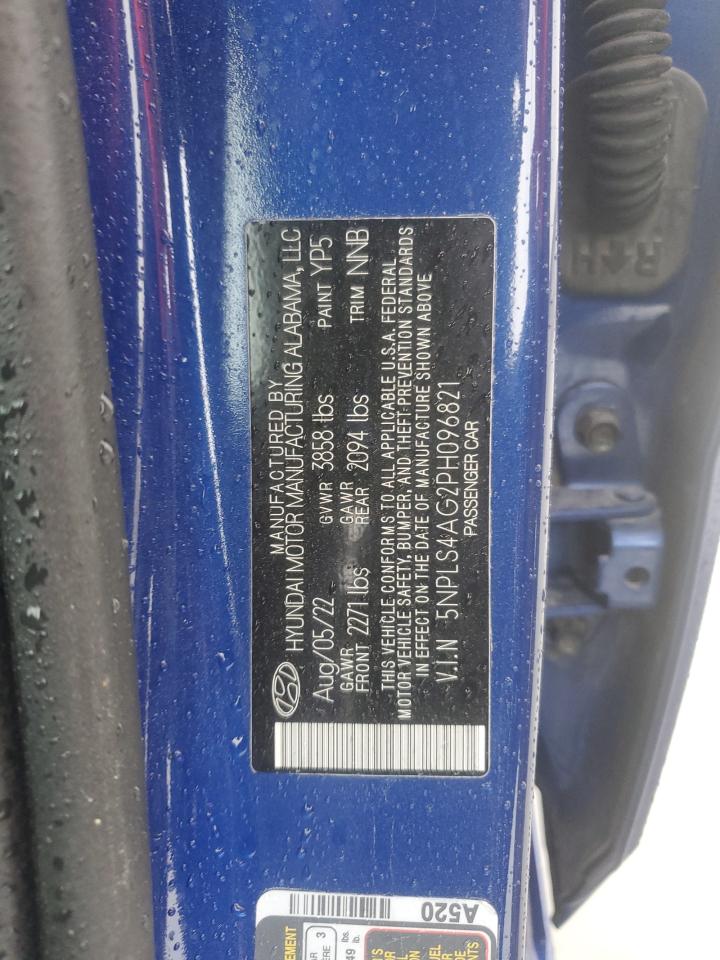 MANUFACTURED BY
HYUNDAI MOTOR MANUFACTURING ALABAMA, LLC
Aug/05/22 GVWR 3858 lbs PAINT YP5
GAWR FRONT 2271 lbs GAWR REAR 2094 lbs TRIM NNB
THIS VEHICLE CONFORMS TO ALL APPLICABLE U.S.A. FEDERAL
MOTOR VEHICLE SAFETY, BUMPER, AND THEFT PREVENTION STANDARDS
IN EFFECT ON THE DATE OF MANUFACTURE SHOWN ABOVE
V.I.N 5NPLS4AG2PH096821
PASSENGER CAR
R H
A520
3